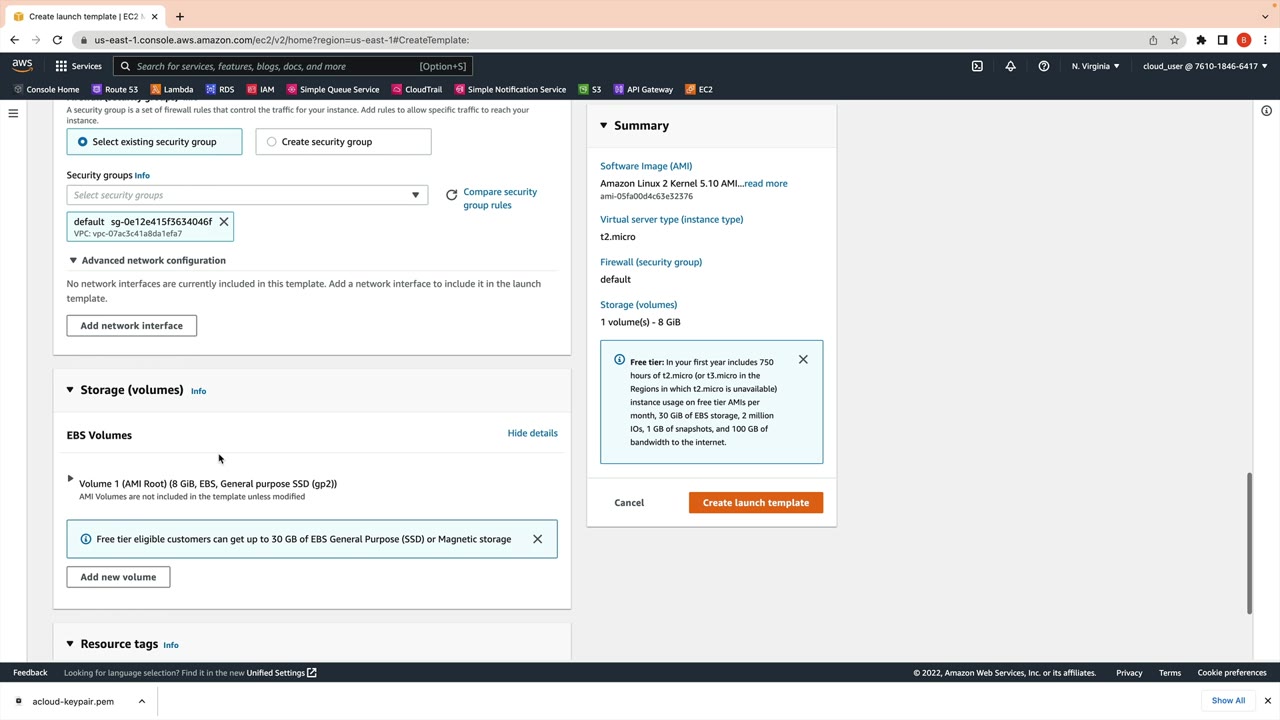 Create launch template | EC2 M
us-east-1.console.aws.amazon.com/ec2/v2/home?region=us-east-1#CreateTemplate:
B
aws
Services
Search for services, features, blogs, docs, and more
[Option+S]
N. Virginia
cloud_user @ 7610-1846-6417
Console Home
Route 53
Lambda
RDS
IAM
Simple Queue Service
CloudTrail
Simple Notification Service
S3
API Gateway
EC2
A security group is a set of firewall rules that control the traffic for your instance. Add rules to allow specific traffic to reach your
instance.
Select existing security group
Create security group
Security groups Info
Select security groups
Compare security
group rules
default sg-0e12e415f3634046f
VPC: vpc-07ac3c41a8da1efa7
Advanced network configuration
No network interfaces are currently included in this template. Add a network interface to include it in the launch
template.
Add network interface
Storage (volumes) Info
EBS Volumes
Hide details
Volume 1 (AMI Root) (8 GiB, EBS, General purpose SSD (gp2))
AMI Volumes are not included in the template unless modified
Free tier eligible customers can get up to 30 GB of EBS General Purpose (SSD) or Magnetic storage
Add new volume
Resource tags Info
Summary
Software Image (AMI)
Amazon Linux 2 Kernel 5.10 AMI...read more
ami-05fa00d4c63e32376
Virtual server type (instance type)
t2.micro
Firewall (security group)
default
Storage (volumes)
1 volume(s) - 8 GiB
Free tier: In your first year includes 750
hours of t2.micro (or t3.micro in the
Regions in which t2.micro is unavailable)
instance usage on free tier AMIs per
month, 30 GiB of EBS storage, 2 million
IOs, 1 GB of snapshots, and 100 GB of
bandwidth to the internet.
Cancel
Create launch template
Feedback
Looking for language selection? Find it in the new Unified Settings
© 2022, Amazon Web Services, Inc. or its affiliates.
Privacy
Terms
Cookie preferences
acloud-keypair.pem
Show All